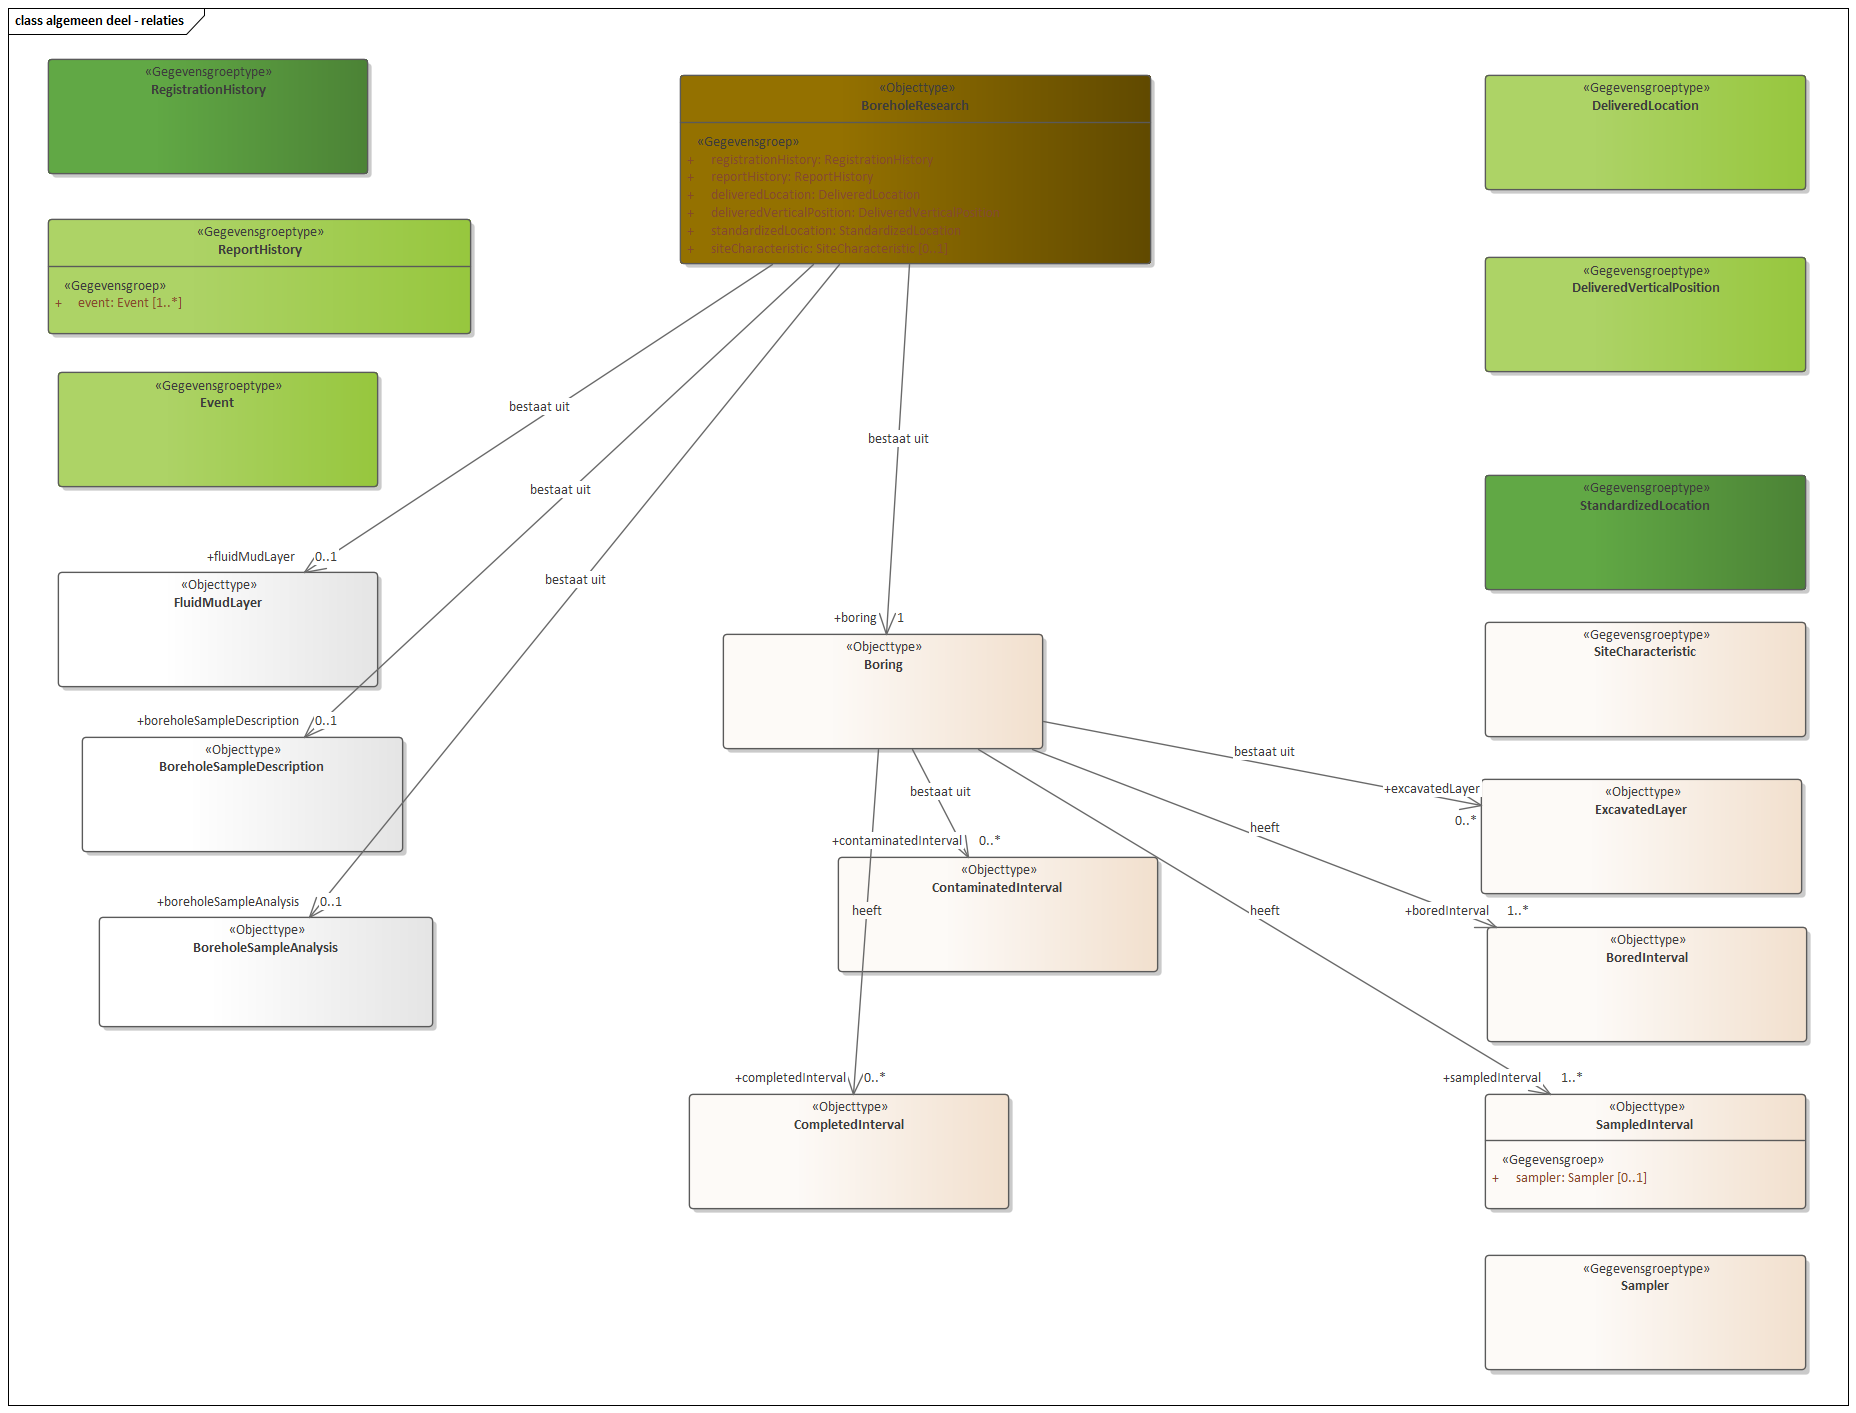 class algemeen deel - relaties
«Gegevensgroeptype»
RegistrationHistory
«Gegevensgroeptype»
ReportHistory
«Gegevensgroep»
+ event: Event [1..*]
«Gegevensgroeptype»
Event
«Objecttype»
BoreholeResearch
«Gegevensgroep»
+ registrationHistory: RegistrationHistory
+ reportHistory: ReportHistory
+ deliveredLocation: DeliveredLocation
+ deliveredVerticalPosition: DeliveredVerticalPosition
+ standardizedLocation: StandardizedLocation
+ siteCharacteristic: SiteCharacteristic [0..1]
«Gegevensgroeptype»
DeliveredLocation
«Gegevensgroeptype»
DeliveredVerticalPosition
«Gegevensgroeptype»
StandardizedLocation
«Gegevensgroeptype»
SiteCharacteristic
bestaat uit
bestaat uit
bestaat uit
bestaat uit
+fluidMudLayer 0..1
«Objecttype»
FluidMudLayer
+boreholeSampleDescription 0..1
«Objecttype»
BoreholeSampleDescription
+boreholeSampleAnalysis 0..1
«Objecttype»
BoreholeSampleAnalysis
+boring 1
«Objecttype»
Boring
bestaat uit
+excavatedLayer
0..*
«Objecttype»
ExcavatedLayer
bestaat uit
+contaminatedInterval 0..*
«Objecttype»
ContaminatedInterval
heeft
+boredInterval 1..*
«Objecttype»
BoredInterval
heeft
heeft
+completedInterval 0..*
«Objecttype»
CompletedInterval
+sampledInterval 1..*
«Objecttype»
SampledInterval
«Gegevensgroep»
+ sampler: Sampler [0..1]
«Gegevensgroeptype»
Sampler